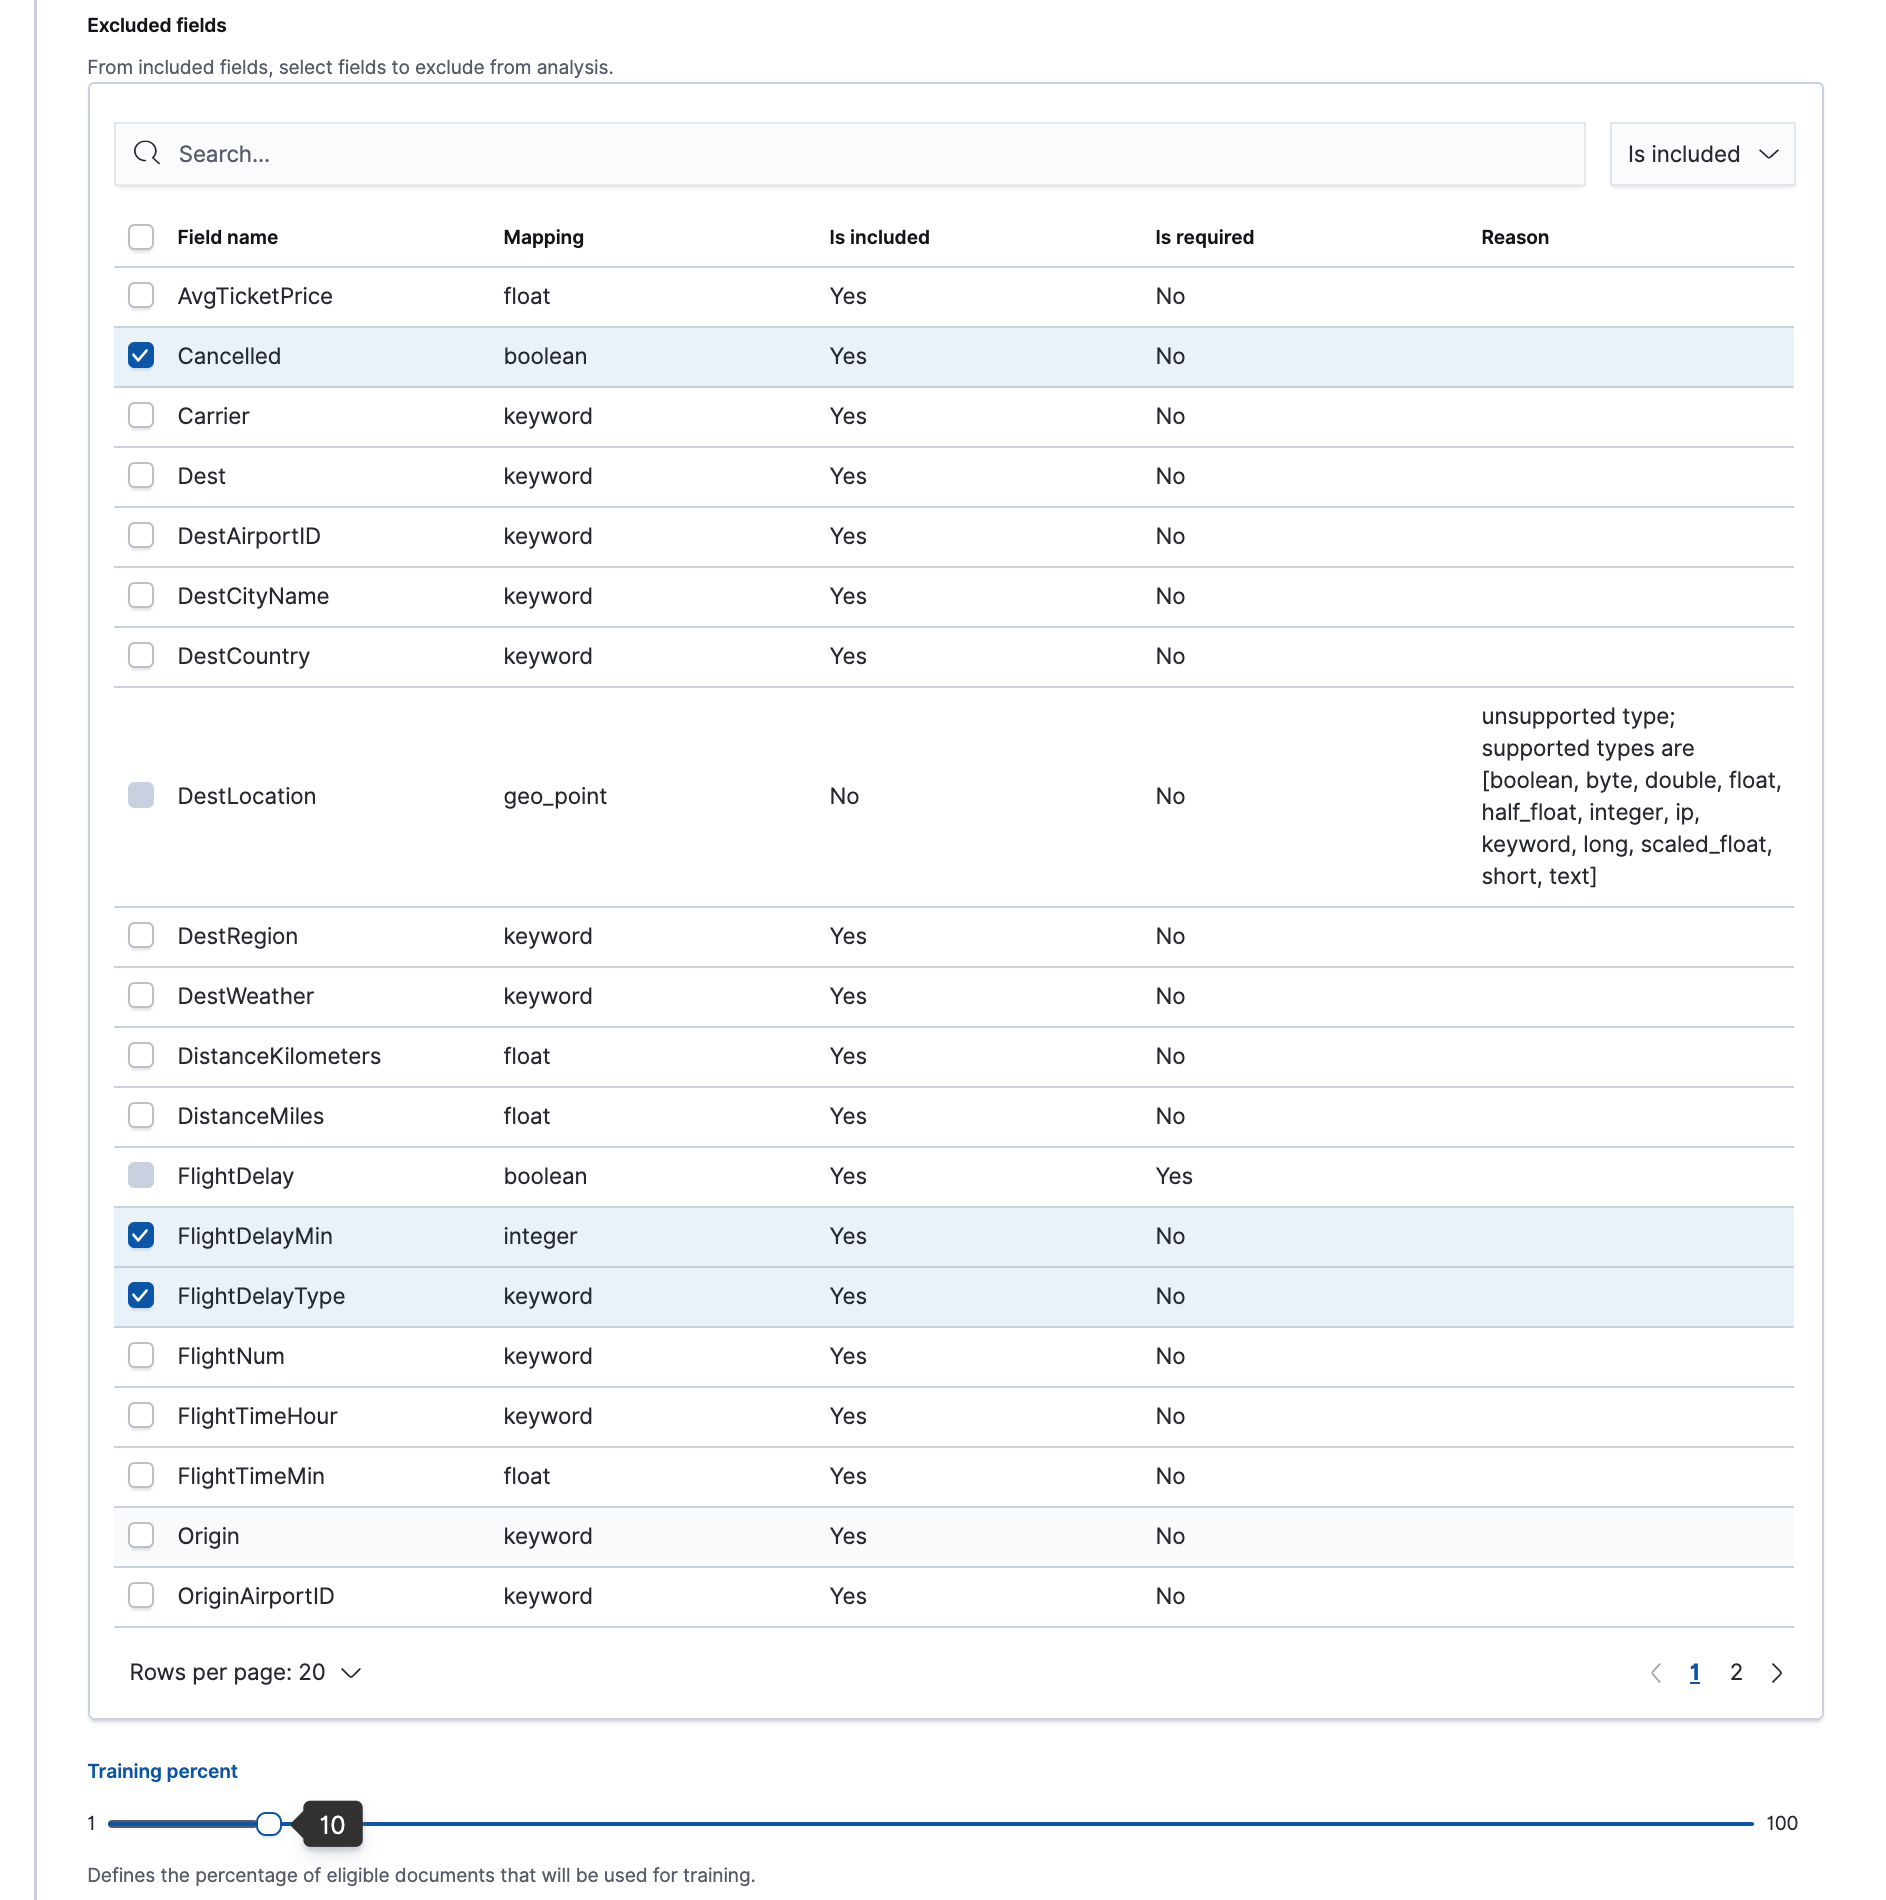 Excluded fields
From included fields, select fields to exclude from analysis.
Search...
Is included
Field name Mapping Is included Is required Reason
AvgTicketPrice float Yes No
Cancelled boolean Yes No
Carrier keyword Yes No
Dest keyword Yes No
DestAirportID keyword Yes No
DestCityName keyword Yes No
DestCountry keyword Yes No
DestLocation geo_point No No
unsupported type;
supported types are
[boolean, byte, double, float,
half_float, integer, ip,
keyword, long, scaled_float,
short, text]
DestRegion keyword Yes No
DestWeather keyword Yes No
DistanceKilometers float Yes No
DistanceMiles float Yes No
FlightDelay boolean Yes Yes
FlightDelayMin integer Yes No
FlightDelayType keyword Yes No
FlightNum keyword Yes No
FlightTimeHour keyword Yes No
FlightTimeMin float Yes No
Origin keyword Yes No
OriginAirportID keyword Yes No
Rows per page: 20
1 2
Training percent
1 10 100
Defines the percentage of eligible documents that will be used for training.